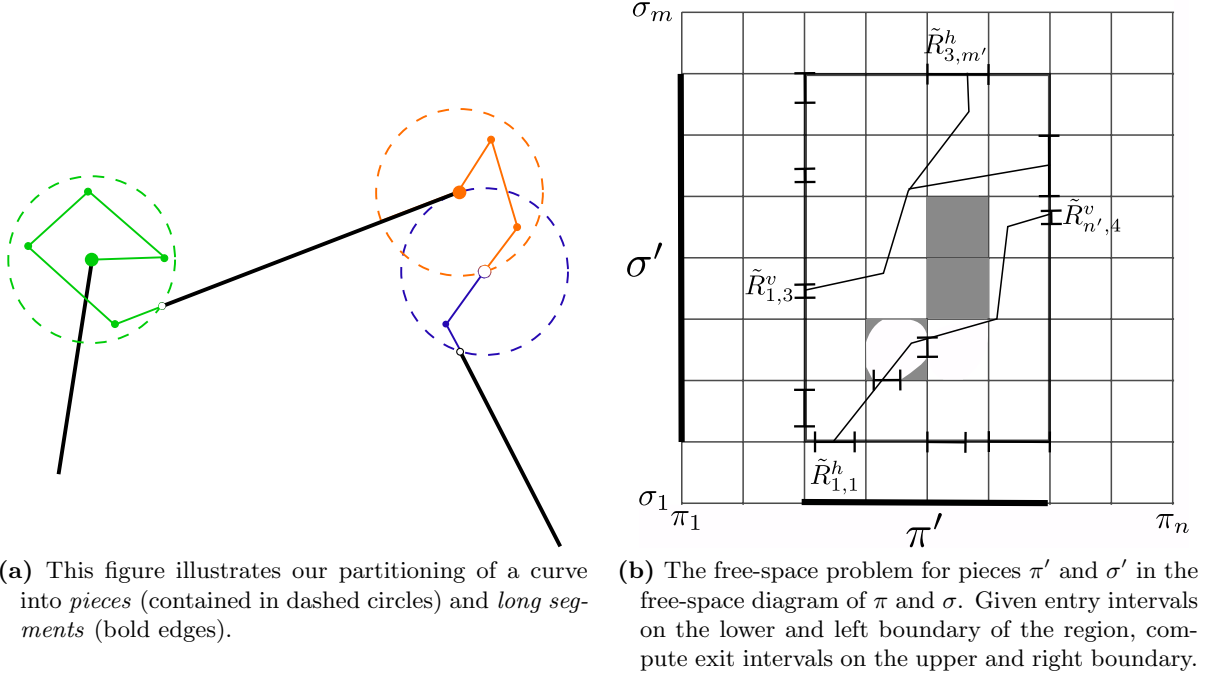 σₘ
R̃ʰ₃,ₘ′
R̃ᵛₙ′,₄
σ′
R̃ᵛ₁,₃
R̃ʰ₁,₁
σ₁
π₁
π′
πₙ
(a) This figure illustrates our partitioning of a curve
into pieces (contained in dashed circles) and long seg-
ments (bold edges).
(b) The free-space problem for pieces π′ and σ′ in the
free-space diagram of π and σ. Given entry intervals
on the lower and left boundary of the region, com-
pute exit intervals on the upper and right boundary.